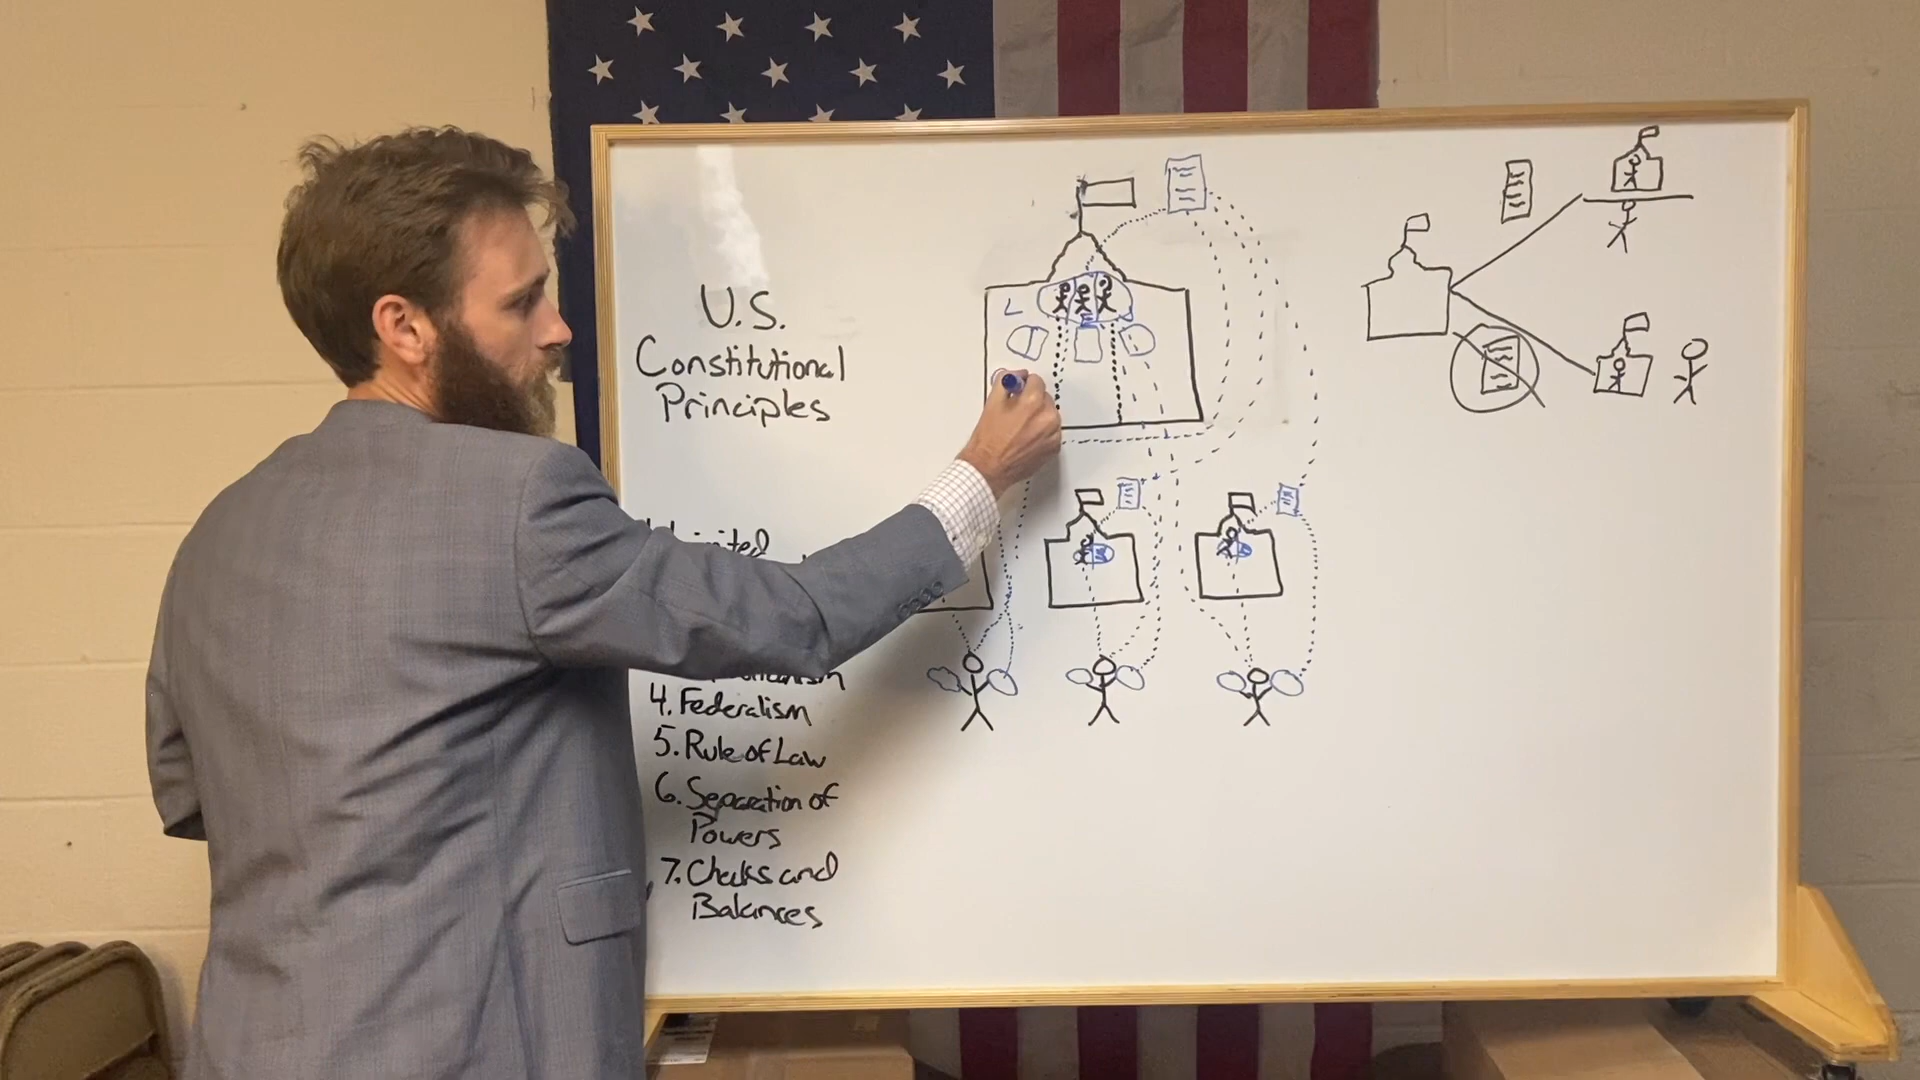 U.S.
Constitutional
Principles
L
4. Federalism
5. Rule of Law
6. Separation of
Powers
7. Checks and
Balances